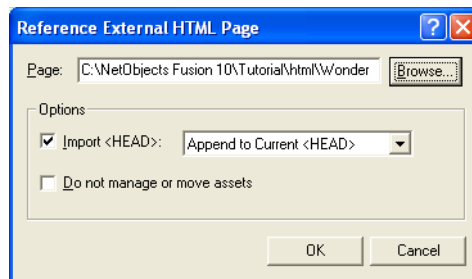 Reference External HTML Page
Page: C:\NetObjects Fusion 10\Tutorial\html\Wonder Browse...
Options
Import <HEAD>: Append to Current <HEAD>
Do not manage or move assets
OK Cancel